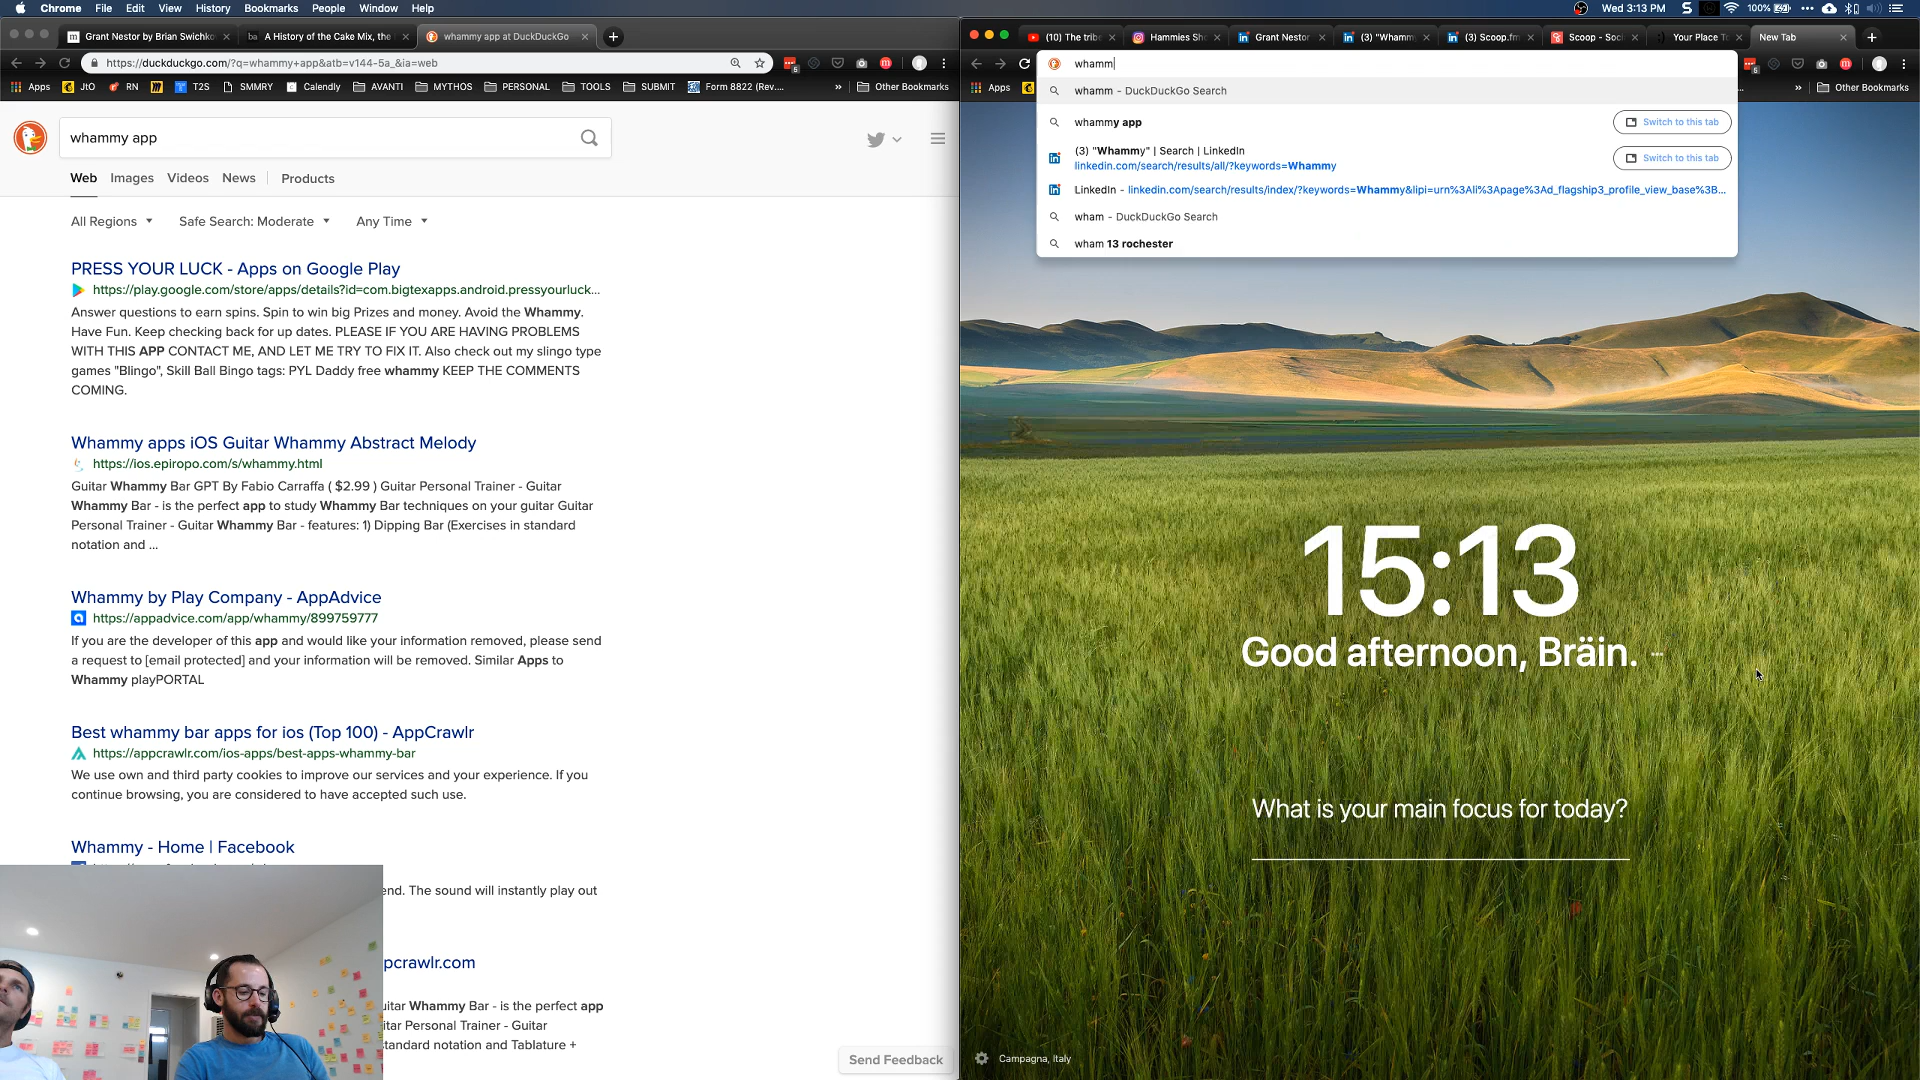 Chrome File Edit View History Bookmarks People Window Help
Wed 3:13 PM
100%
Grant Nestor by Brian Swichko
A History of the Cake Mix, the
whammy app at DuckDuckGo
https://duckduckgo.com/?q=whammy+app&atb=v144-5a_&ia=web
Apps
JtO
RN
T2S
SMMRY
Calendly
AVANTI
MYTHOS
PERSONAL
TOOLS
SUBMIT
Form 8822 (Rev.…
»
Other Bookmarks
whammy app
Web Images Videos News Products
All Regions
Safe Search: Moderate
Any Time
PRESS YOUR LUCK - Apps on Google Play
https://play.google.com/store/apps/details?id=com.bigtexapps.android.pressyourluck...
Answer questions to earn spins. Spin to win big Prizes and money. Avoid the Whammy.
Have Fun. Keep checking back for up dates. PLEASE IF YOU ARE HAVING PROBLEMS
WITH THIS APP CONTACT ME, AND LET ME TRY TO FIX IT. Also check out my slingo type
games "Blingo", Skill Ball Bingo tags: PYL Daddy free whammy KEEP THE COMMENTS
COMING.
Whammy apps iOS Guitar Whammy Abstract Melody
https://ios.epiropo.com/s/whammy.html
Guitar Whammy Bar GPT By Fabio Carraffa ( $2.99 ) Guitar Personal Trainer - Guitar
Whammy Bar - is the perfect app to study Whammy Bar techniques on your guitar Guitar
Personal Trainer - Guitar Whammy Bar - features: 1) Dipping Bar (Exercises in standard
notation and ...
Whammy by Play Company - AppAdvice
https://appadvice.com/app/whammy/899759777
If you are the developer of this app and would like your information removed, please send
a request to [email protected] and your information will be removed. Similar Apps to
Whammy playPORTAL
Best whammy bar apps for ios (Top 100) - AppCrawlr
https://appcrawlr.com/ios-apps/best-apps-whammy-bar
We use own and third party cookies to improve our services and your experience. If you
continue browsing, you are considered to have accepted such use.
Whammy - Home | Facebook
end. The sound will instantly play out
pcrawlr.com
uitar Whammy Bar - is the perfect app
itar Personal Trainer - Guitar
standard notation and Tablature +
Send Feedback
(10) The trib
Hammies Sh
Grant Nestor
(3) "Whamm
(3) Scoop.fm
Scoop - Soci
Your Place T
New Tab
whamm
whamm - DuckDuckGo Search
whammy app
Switch to this tab
(3) "Whammy" | Search | LinkedIn
linkedin.com/search/results/all/?keywords=Whammy
Switch to this tab
LinkedIn - linkedin.com/search/results/index/?keywords=Whammy&lipi=urn%3Ali%3Apage%3Ad_flagship3_profile_view_base%3B...
wham - DuckDuckGo Search
wham 13 rochester
Apps
»
Other Bookmarks
15:13
Good afternoon, Bräin.
What is your main focus for today?
Campagna, Italy